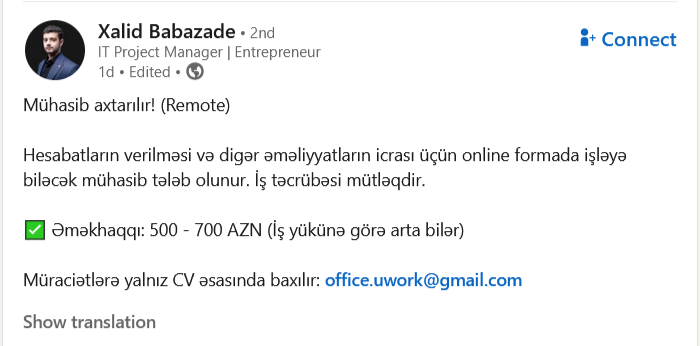 Xalid Babazade • 2nd
IT Project Manager | Entrepreneur
1d • Edited •
Connect
Mühasib axtarılır! (Remote)
Hesabatların verilməsi və digər əməliyyatların icrası üçün online formada işləyə
biləcək mühasib tələb olunur. İş təcrübəsi mütləqdir.
✅ Əməkhaqqı: 500 - 700 AZN (İş yükünə görə arta bilər)
Müraciətlərə yalnız CV əsasında baxılır: office.uwork@gmail.com
Show translation